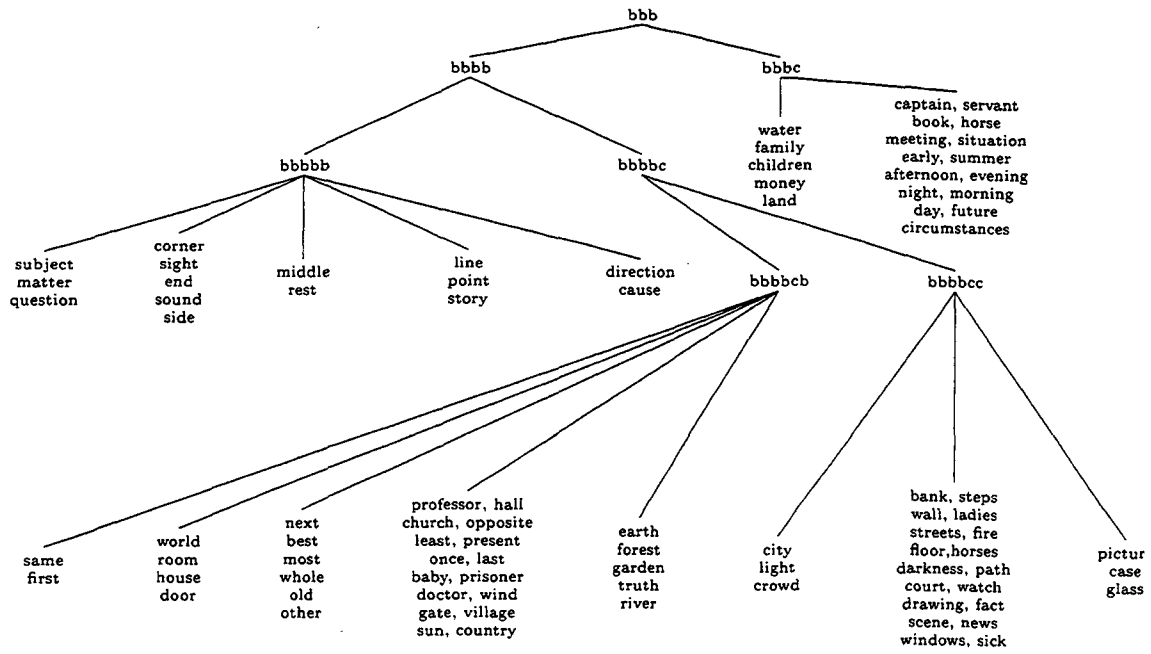 bbb
bbbb
bbbc
water
family
children
money
land
captain, servant
book, horse
meeting, situation
early, summer
afternoon, evening
night, morning
day, future
circumstances
bbbbb
bbbbc
subject
matter
question
corner
sight
end
sound
side
middle
rest
line
point
story
direction
cause
bbbbcb
bbbbcc
same
first
world
room
house
door
next
best
most
whole
old
other
professor, hall
church, opposite
least, present
once, last
baby, prisoner
doctor, wind
gate, village
sun, country
earth
forest
garden
truth
river
city
light
crowd
bank, steps
wall, ladies
streets, fire
floor,horses
darkness, path
court, watch
drawing, fact
scene, news
windows, sick
pictur
case
glass